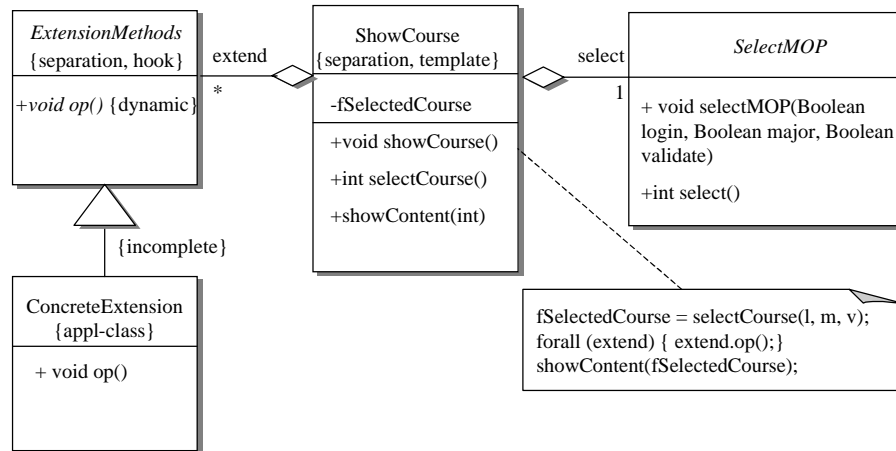 ExtensionMethods
{separation, hook}
+void op() {dynamic}
extend
*
ShowCourse
{separation, template}
-fSelectedCourse
+void showCourse()
+int selectCourse()
+showContent(int)
select
1
SelectMOP
+ void selectMOP(Boolean
login, Boolean major, Boolean
validate)
+int select()
{incomplete}
ConcreteExtension
{appl-class}
+ void op()
fSelectedCourse = selectCourse(l, m, v);
forall (extend) { extend.op();}
showContent(fSelectedCourse);